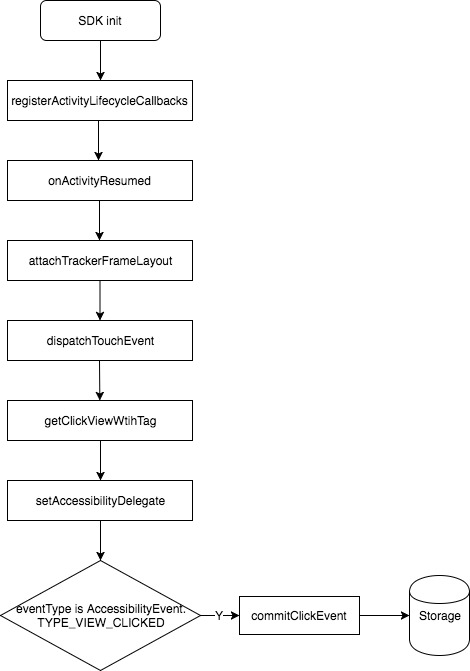 SDK init
registerActivityLifecycleCallbacks
onActivityResumed
attachTrackerFrameLayout
dispatchTouchEvent
getClickViewWtihTag
setAccessibilityDelegate
eventType is AccessibilityEvent.
TYPE_VIEW_CLICKED
Y
commitClickEvent
Storage